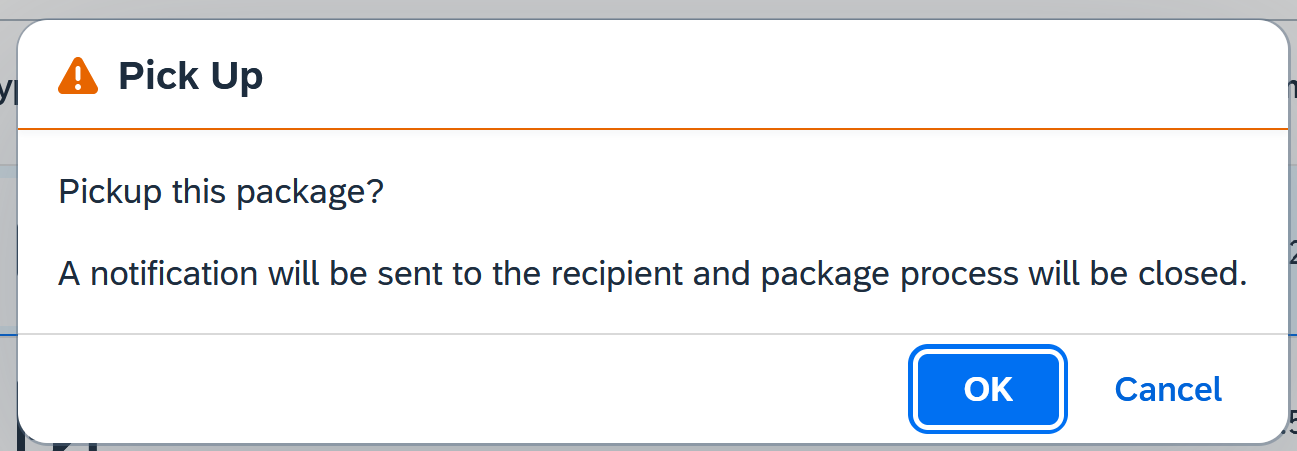 Pick Up
Pickup this package?
A notification will be sent to the recipient and package process will be closed.
OK
Cancel